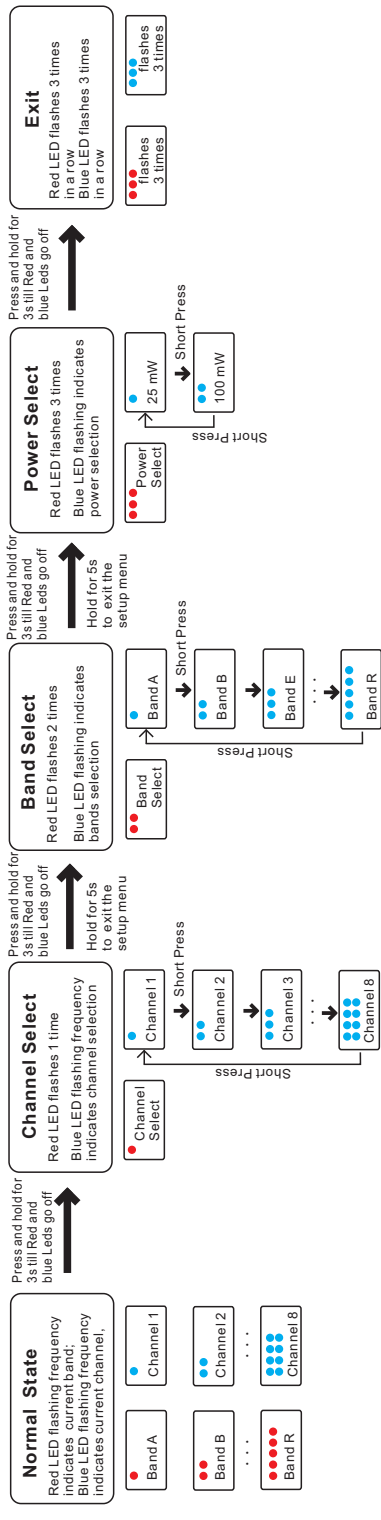 Normal State
Red LED flashing frequency
indicates current band;
Blue LED flashing frequency
indicates current channel,
Band A
Channel 1
Band B
Channel 2
. . .
. . .
Band R
Channel 8
Press and hold for
3s till Red and
blue Leds go off
Channel Select
Red LED flashes 1 time
Blue LED flashing frequency
indicates channel selection
Channel
Select
Channel 1
Short Press
Channel 2
Channel 3
. . .
Channel 8
Short Press
Press and hold for
3s till Red and
blue Leds go off
Hold for 5s
to exit the
setup menu
Band Select
Red LED flashes 2 times
Blue LED flashing indicates
bands selection
Band
Select
Band A
Short Press
Band B
Band E
. . .
Band R
Short Press
Press and hold for
3s till Red and
blue Leds go off
Hold for 5s
to exit the
setup menu
Power Select
Red LED flashes 3 times
Blue LED flashing indicates
power selection
Power
Select
25 mW
Short Press
100 mW
Short Press
Press and hold for
3s till Red and
blue Leds go off
Exit
Red LED flashes 3 times
in a row
Blue LED flashes 3 times
in a row
flashes
3 times
flashes
3 times